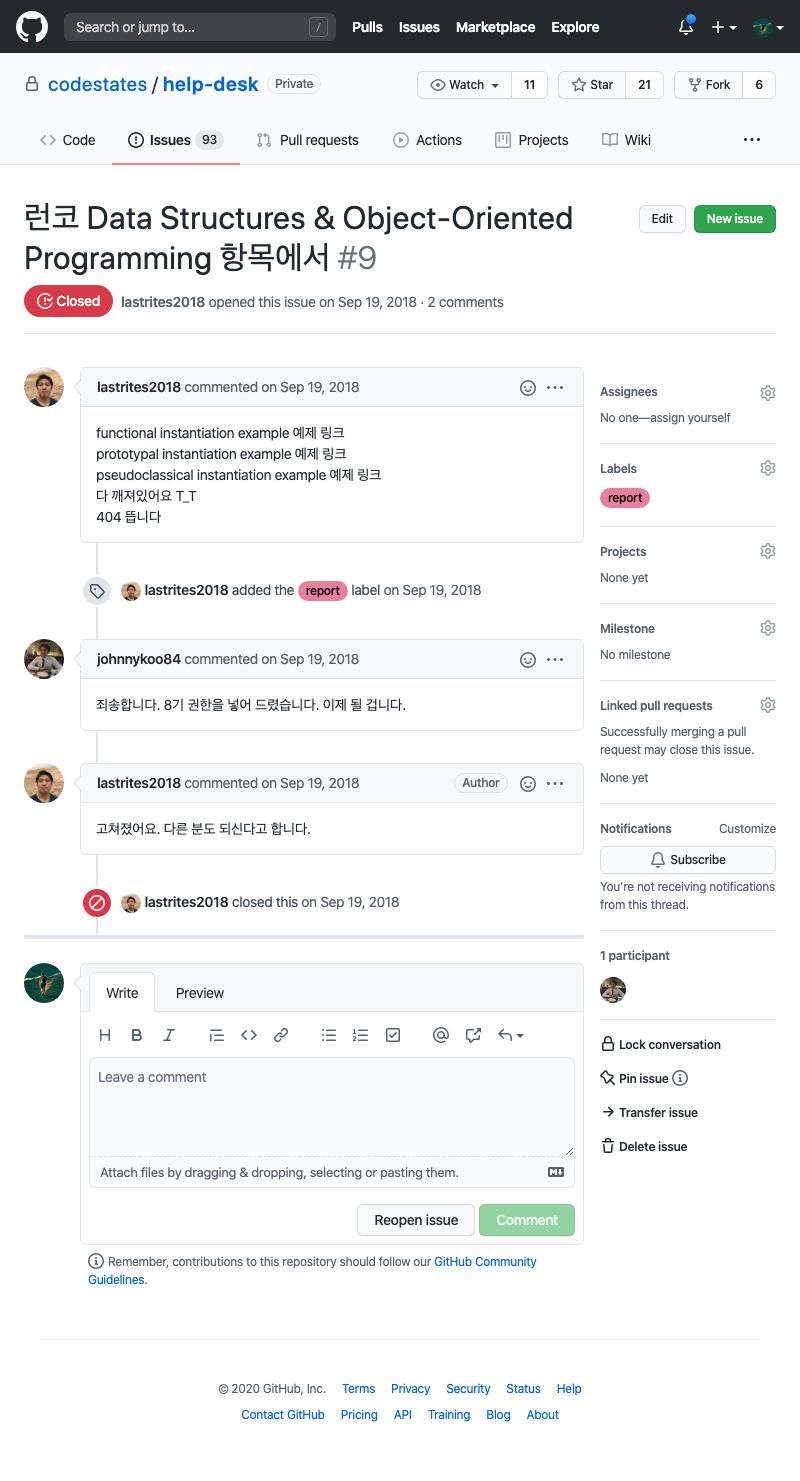 Search or jump to... /
Pulls Issues Marketplace Explore
codestates / help-desk Private
Watch 11 Star 21 Fork 6
Code Issues 93 Pull requests Actions Projects Wiki
런코 Data Structures & Object-Oriented
Programming 항목에서 #9
Edit New issue
Closed lastrites2018 opened this issue on Sep 19, 2018 · 2 comments
lastrites2018 commented on Sep 19, 2018
functional instantiation example 예제 링크
prototypal instantiation example 예제 링크
pseudoclassical instantiation example 예제 링크
다 깨져있어요 T_T
404 뜹니다
lastrites2018 added the report label on Sep 19, 2018
johnnykoo84 commented on Sep 19, 2018
죄송합니다. 8기 권한을 넣어 드렸습니다. 이제 될 겁니다.
lastrites2018 commented on Sep 19, 2018 Author
고쳐졌어요. 다른 분도 되신다고 합니다.
lastrites2018 closed this on Sep 19, 2018
Write Preview
H B I
Leave a comment
Attach files by dragging & dropping, selecting or pasting them.
Reopen issue Comment
Remember, contributions to this repository should follow our GitHub Community
Guidelines.
Assignees
No one—assign yourself
Labels
report
Projects
None yet
Milestone
No milestone
Linked pull requests
Successfully merging a pull
request may close this issue.
None yet
Notifications Customize
Subscribe
You're not receiving notifications
from this thread.
1 participant
Lock conversation
Pin issue
Transfer issue
Delete issue
© 2020 GitHub, Inc. Terms Privacy Security Status Help
Contact GitHub Pricing API Training Blog About